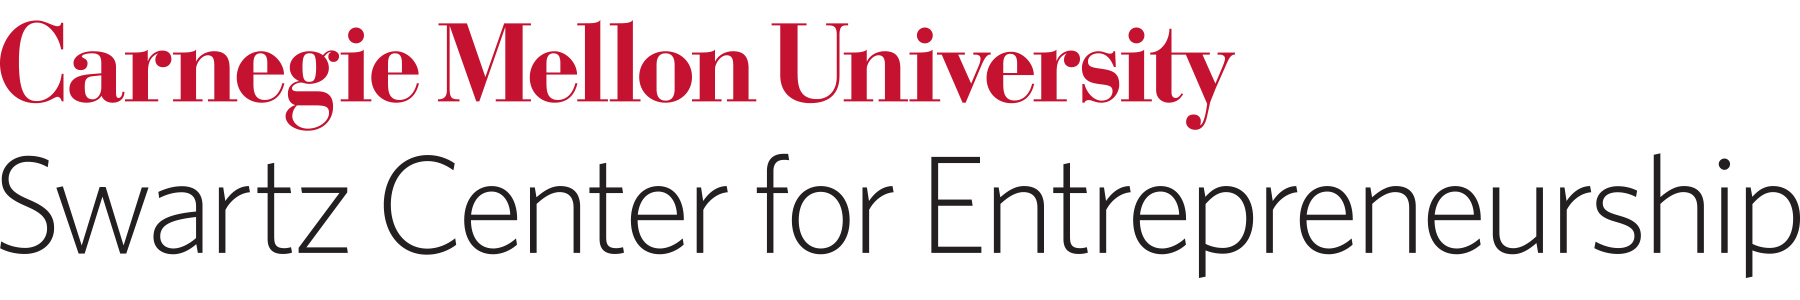 Carnegie Mellon University
Swartz Center for Entrepreneurship